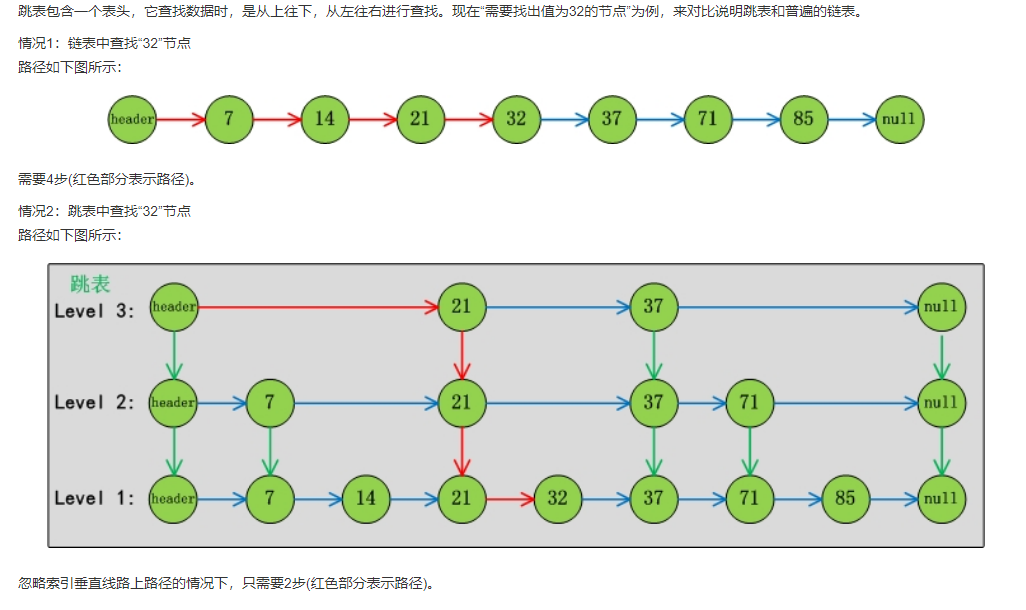 跳表包含一个表头，它查找数据时，是从上往下，从左往右进行查找。现在“需要找出值为32的节点”为例，来对比说明跳表和普遍的链表。
情况1：链表中查找“32”节点
路径如下图所示：
header 7 14 21 32 37 71 85 null
需要4步(红色部分表示路径)。
情况2：跳表中查找“32”节点
路径如下图所示：
跳表
Level 3: header 21 37 null
Level 2: header 7 21 37 71 null
Level 1: header 7 14 21 32 37 71 85 null
忽略索引垂直线路上路径的情况下，只需要2步(红色部分表示路径)。